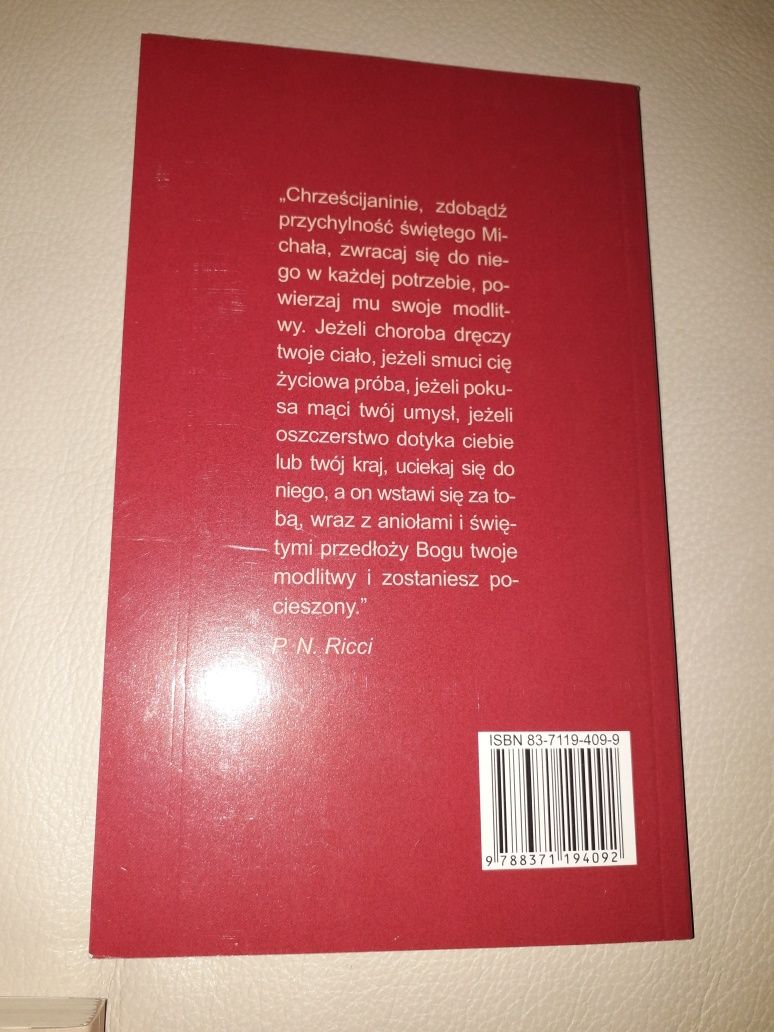 „Chrześcijaninie, zdobądź
przychylność świętego Mi-
chała, zwracaj się do nie-
go w każdej potrzebie, po-
wierzaj mu swoje modlit-
wy. Jeżeli choroba dręczy
twoje ciało, jeżeli smuci cię
życiowa próba, jeżeli poku-
sa mąci twój umysł, jeżeli
oszczerstwo dotyka ciebie
lub twój kraj, uciekaj się do
niego, a on wstawi się za to-
bą, wraz z aniołami i świę-
tymi przedłoży Bogu twoje
modlitwy i zostaniesz po-
cieszony.”
P. N. Ricci
ISBN 83-7119-409-9
9 788371 194092